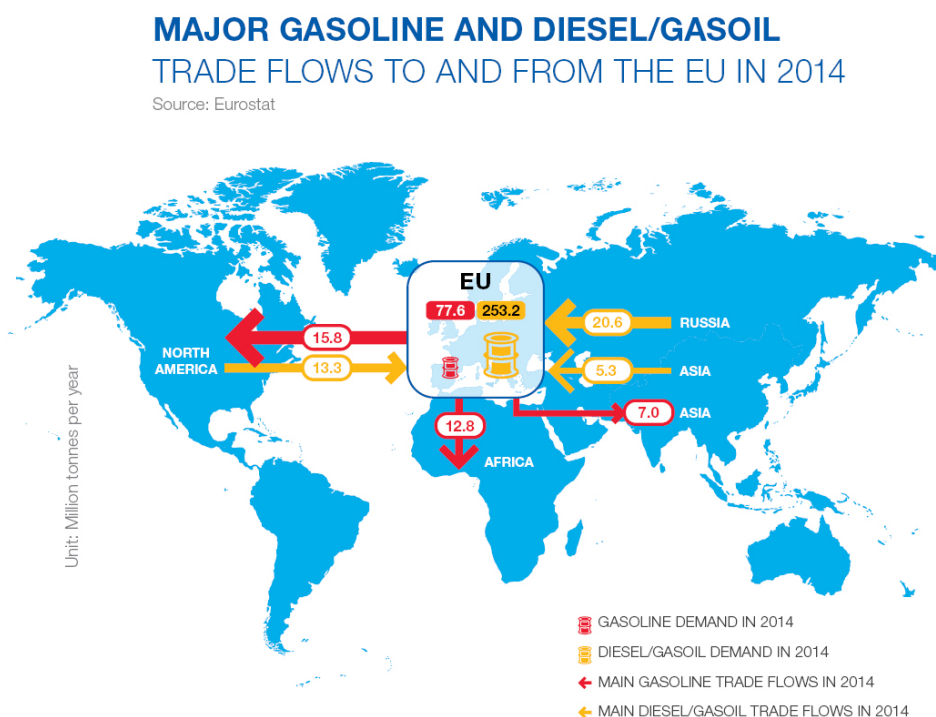 MAJOR GASOLINE AND DIESEL/GASOIL
TRADE FLOWS TO AND FROM THE EU IN 2014
Source: Eurostat
EU
77.6 253.2
15.8
20.6 RUSSIA
NORTH
AMERICA
13.3
5.3 ASIA
7.0 ASIA
12.8
AFRICA
Unit: Million tonnes per year
GASOLINE DEMAND IN 2014
DIESEL/GASOIL DEMAND IN 2014
MAIN GASOLINE TRADE FLOWS IN 2014
MAIN DIESEL/GASOIL TRADE FLOWS IN 2014